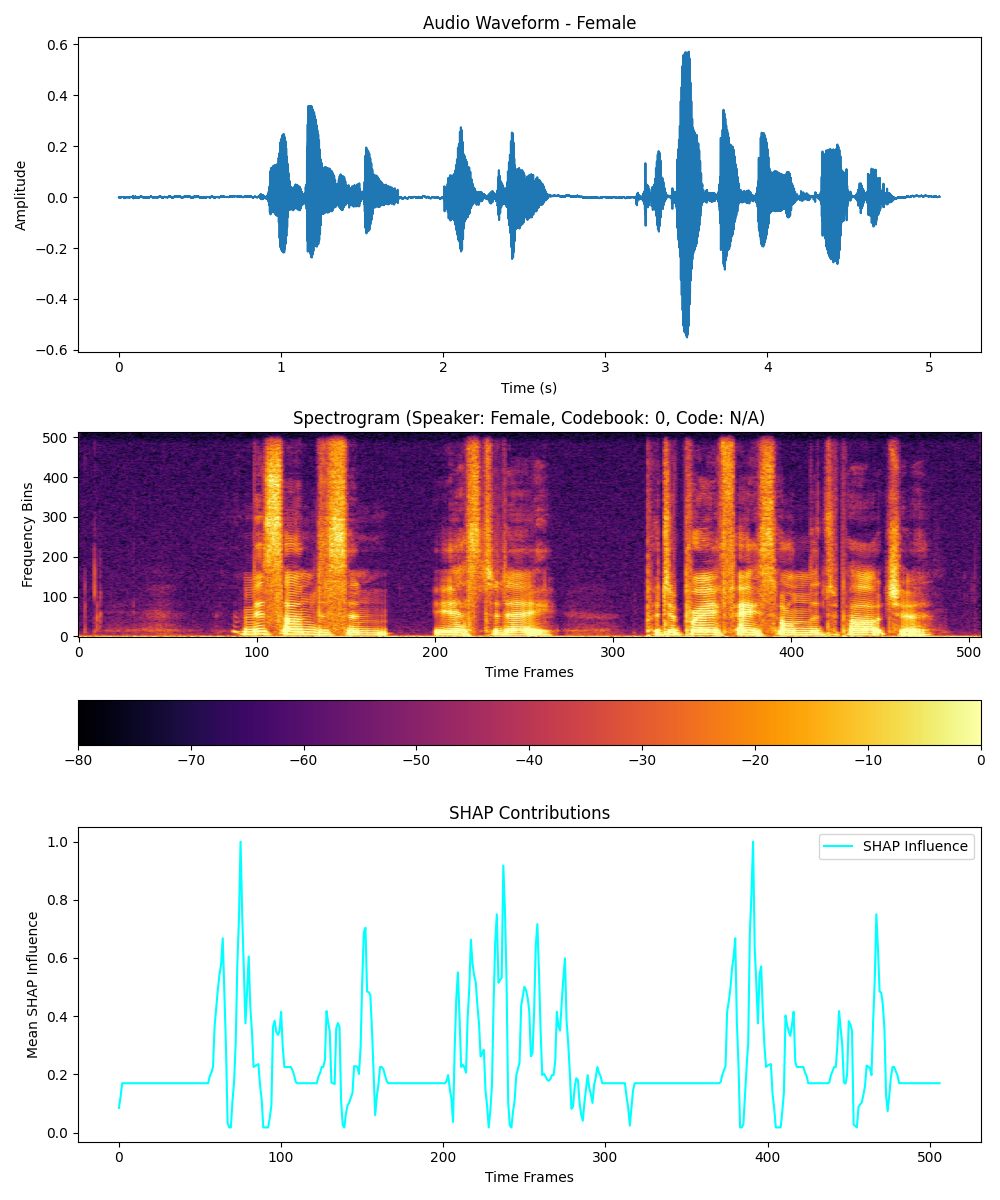 Audio Waveform - Female
0.6
0.4
0.2
0.0
−0.2
−0.4
−0.6
Amplitude
0 1 2 3 4 5
Time (s)
Spectrogram (Speaker: Female, Codebook: 0, Code: N/A)
500
400
300
200
100
0
Frequency Bins
0 100 200 300 400 500
Time Frames
−80 −70 −60 −50 −40 −30 −20 −10 0
SHAP Contributions
SHAP Influence
1.0
0.8
0.6
0.4
0.2
0.0
Mean SHAP Influence
0 100 200 300 400 500
Time Frames